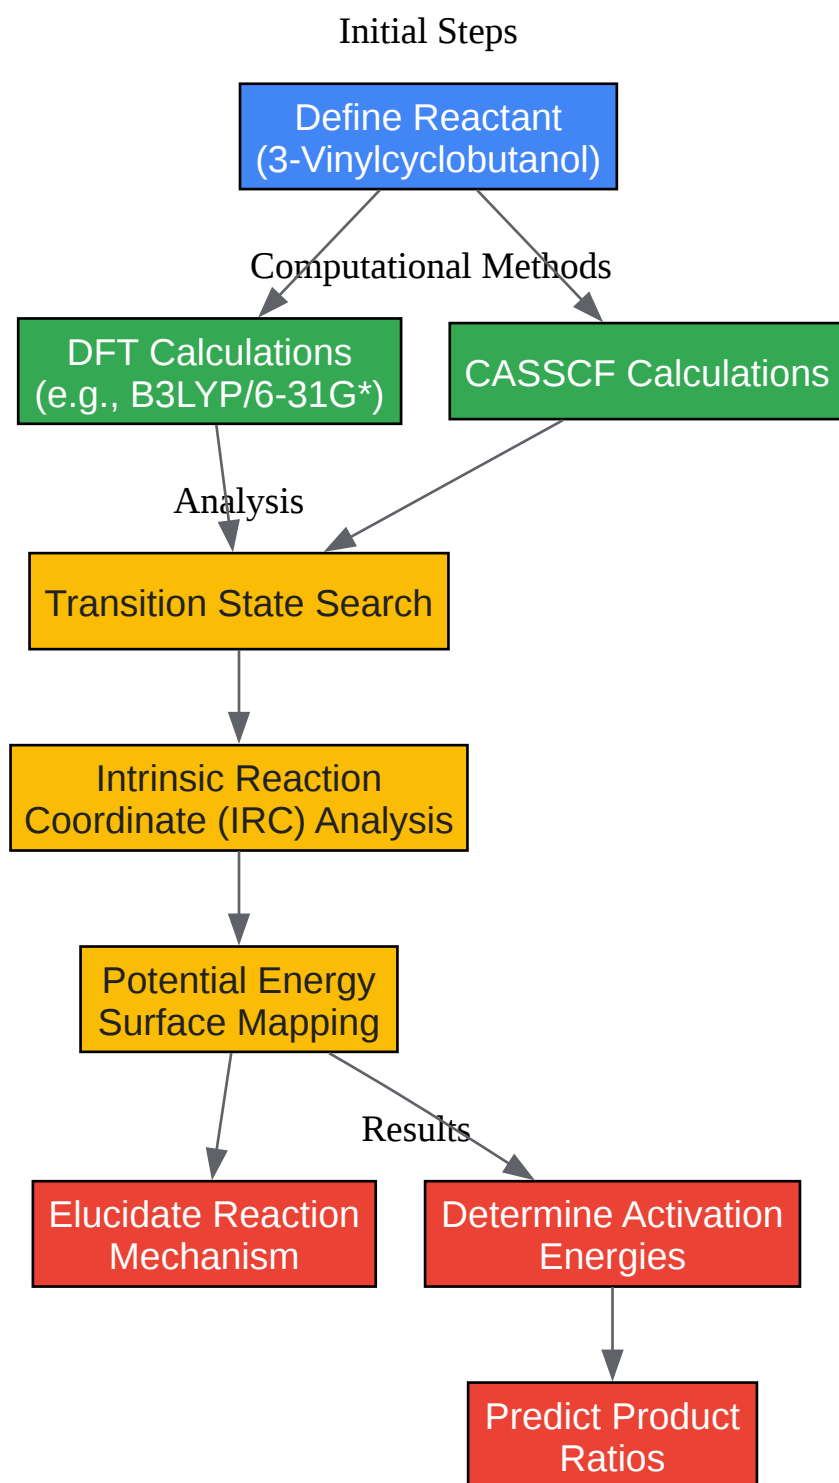 Initial Steps
Define Reactant
(3-Vinylcyclobutanol)
Computational Methods
DFT Calculations
(e.g., B3LYP/6-31G*)
CASSCF Calculations
Analysis
Transition State Search
Intrinsic Reaction
Coordinate (IRC) Analysis
Potential Energy
Surface Mapping
Results
Elucidate Reaction
Mechanism
Determine Activation
Energies
Predict Product
Ratios